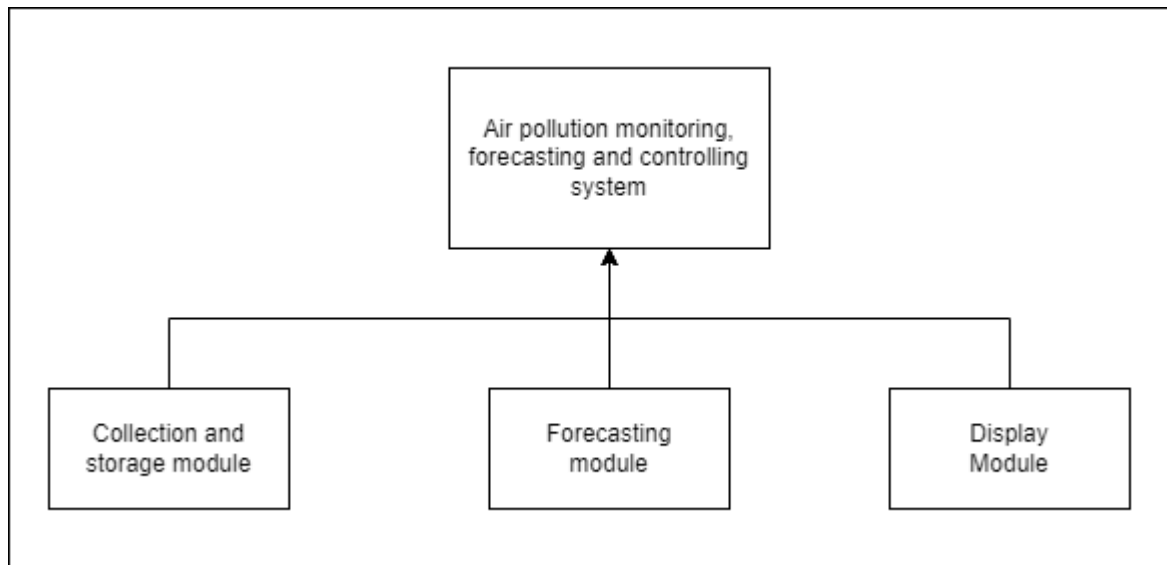 Air pollution monitoring,
forecasting and controlling
system
Collection and
storage module
Forecasting
module
Display
Module